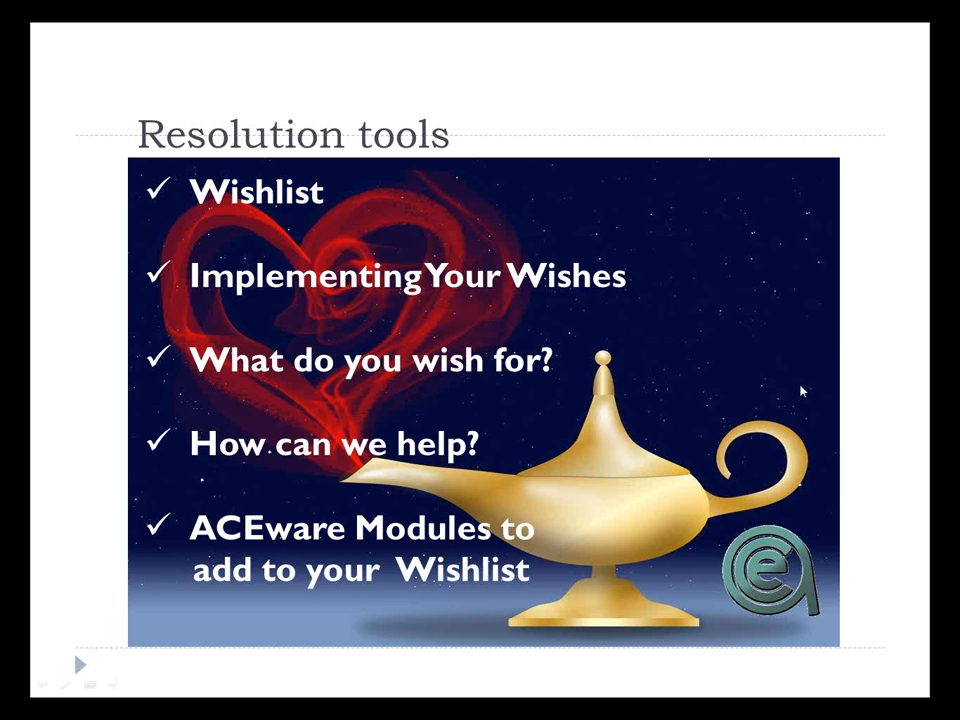 Resolution tools
✓ Wishlist
✓ Implementing Your Wishes
✓ What do you wish for?
✓ How can we help?
✓ ACEware Modules to
add to your Wishlist
ace